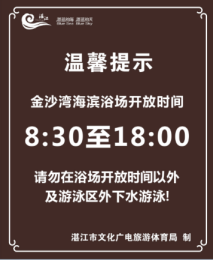 湛江
温馨提示
金沙湾海滨浴场开放时间
8:30至18:00
请勿在浴场开放时间以外
及游泳区外下水游泳!
湛江市文化广电旅游体育局 制